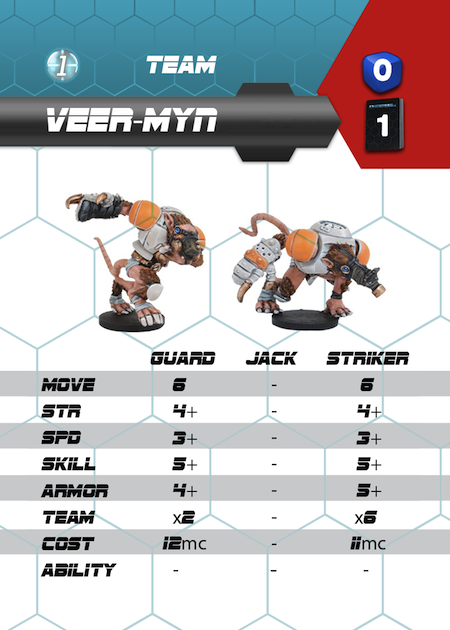 1 TEAM 0
VEER-MYN 1
GUARD JACK STRIKER
MOVE 6 - 6
STR 4+ - 4+
SPD 3+ - 3+
SKILL 5+ - 5+
ARMOR 4+ - 5+
TEAM x2 - x6
COST 12mc - 11mc
ABILITY - - -